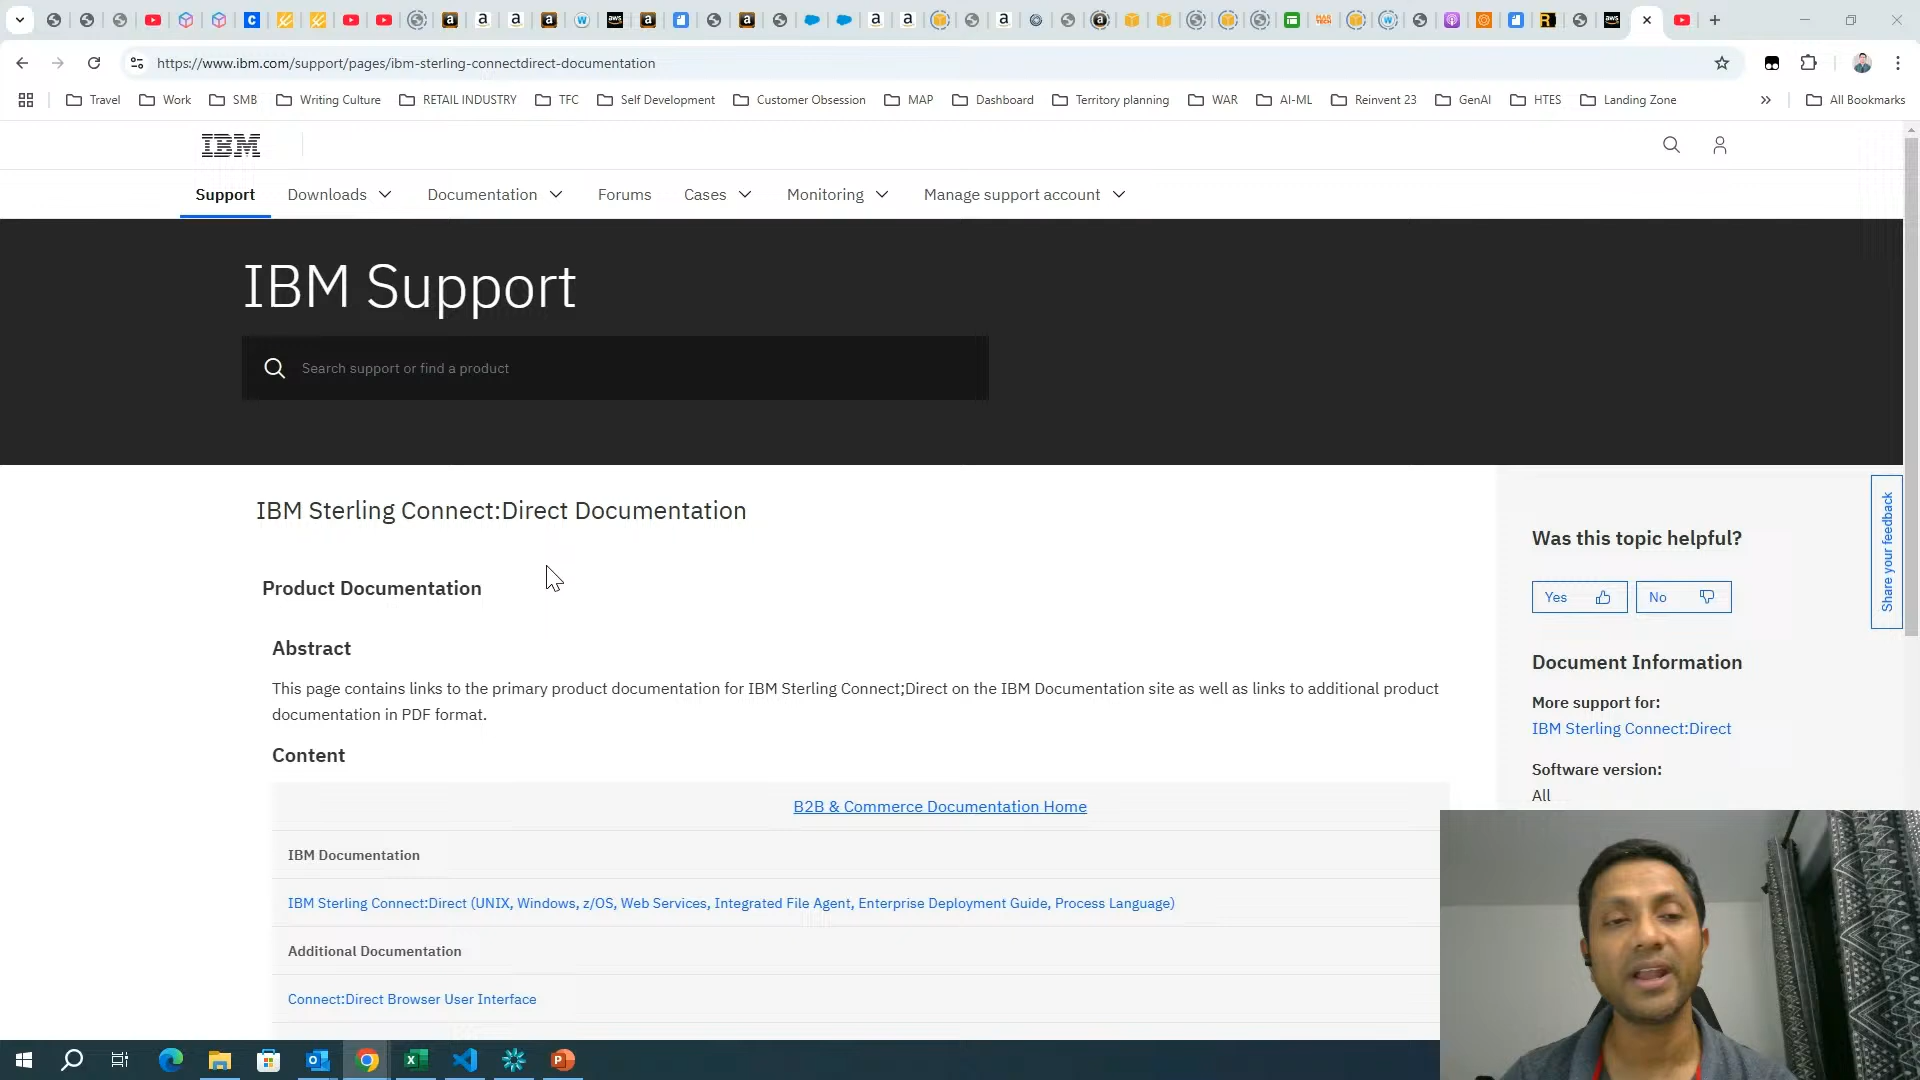 https://www.ibm.com/support/pages/ibm-sterling-connectdirect-documentation
Travel
Work
SMB
Writing Culture
RETAIL INDUSTRY
TFC
Self Development
Customer Obsession
MAP
Dashboard
Territory planning
WAR
AI-ML
Reinvent 23
GenAI
HTES
Landing Zone
All Bookmarks
IBM
Support
Downloads
Documentation
Forums
Cases
Monitoring
Manage support account
IBM Support
Search support or find a product
IBM Sterling Connect:Direct Documentation
Product Documentation
Abstract
This page contains links to the primary product documentation for IBM Sterling Connect;Direct on the IBM Documentation site as well as links to additional product
documentation in PDF format.
Content
B2B & Commerce Documentation Home
IBM Documentation
IBM Sterling Connect:Direct (UNIX, Windows, z/OS, Web Services, Integrated File Agent, Enterprise Deployment Guide, Process Language)
Additional Documentation
Connect:Direct Browser User Interface
Was this topic helpful?
Yes
No
Document Information
More support for:
IBM Sterling Connect:Direct
Software version:
All
Share your feedback